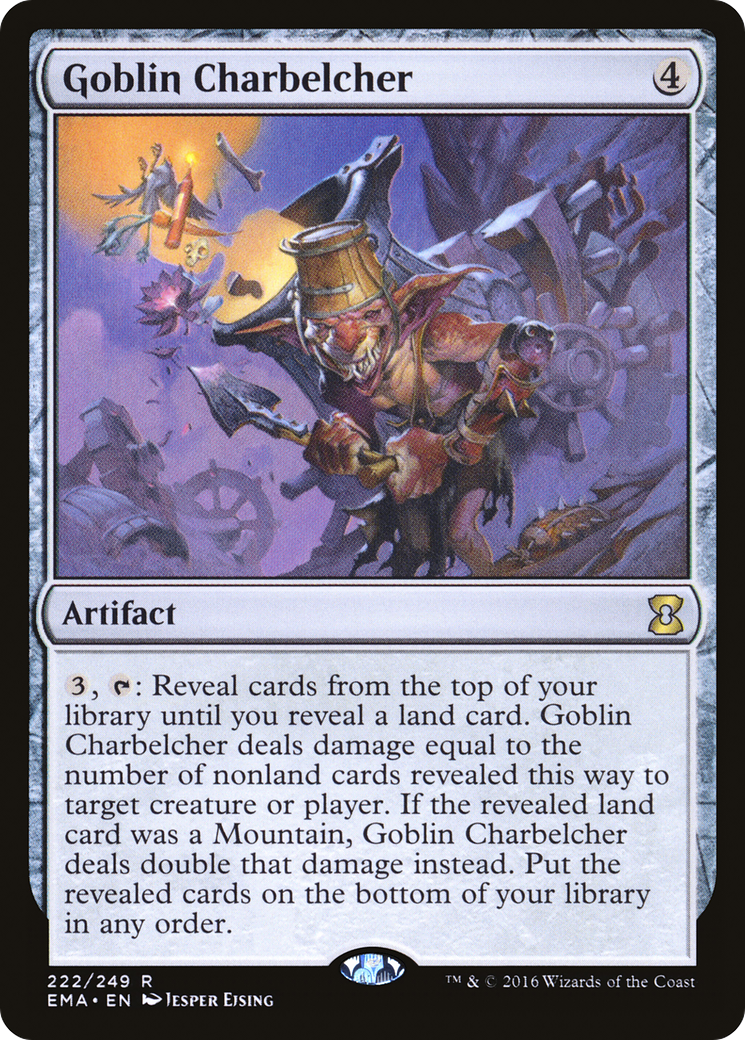 Goblin Charbelcher 4
Artifact
3, : Reveal cards from the top of your
library until you reveal a land card. Goblin
Charbelcher deals damage equal to the
number of nonland cards revealed this way to
target creature or player. If the revealed land
card was a Mountain, Goblin Charbelcher
deals double that damage instead. Put the
revealed cards on the bottom of your library
in any order.
222/249 R
™ & © 2016 Wizards of the Coast
EMA • EN Jesper Ejsing